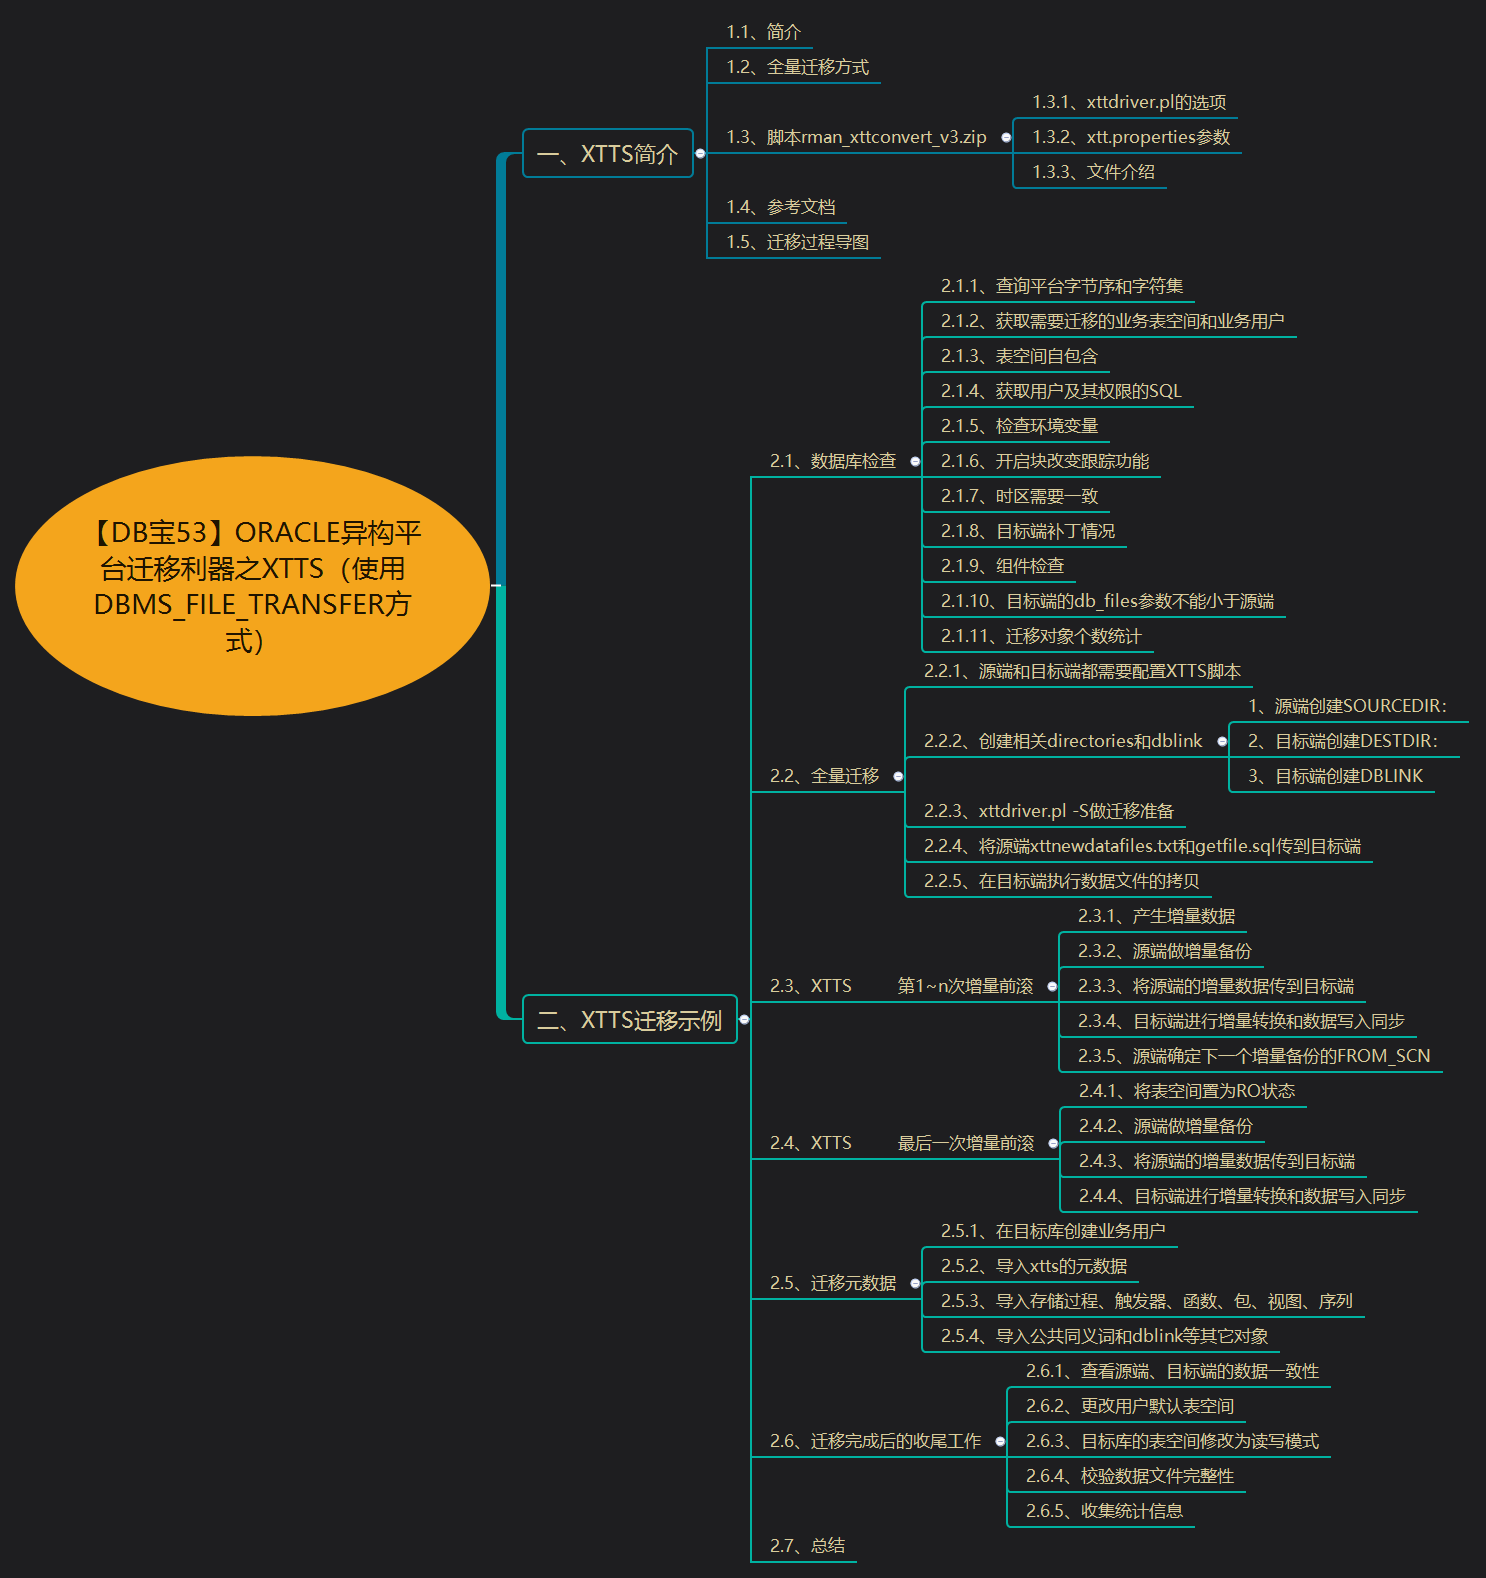 【DB宝53】ORACLE异构平
台迁移利器之XTTS（使用
DBMS_FILE_TRANSFER方
式）
一、XTTS简介
1.1、简介
1.2、全量迁移方式
1.3、脚本rman_xttconvert_v3.zip
1.3.1、xttdriver.pl的选项
1.3.2、xtt.properties参数
1.3.3、文件介绍
1.4、参考文档
1.5、迁移过程导图
二、XTTS迁移示例
2.1、数据库检查
2.1.1、查询平台字节序和字符集
2.1.2、获取需要迁移的业务表空间和业务用户
2.1.3、表空间自包含
2.1.4、获取用户及其权限的SQL
2.1.5、检查环境变量
2.1.6、开启块改变跟踪功能
2.1.7、时区需要一致
2.1.8、目标端补丁情况
2.1.9、组件检查
2.1.10、目标端的db_files参数不能小于源端
2.1.11、迁移对象个数统计
2.2、全量迁移
2.2.1、源端和目标端都需要配置XTTS脚本
2.2.2、创建相关directories和dblink
1、源端创建SOURCEDIR：
2、目标端创建DESTDIR：
3、目标端创建DBLINK
2.2.3、xttdriver.pl -S做迁移准备
2.2.4、将源端xttnewdatafiles.txt和getfile.sql传到目标端
2.2.5、在目标端执行数据文件的拷贝
2.3、XTTS 第1~n次增量前滚
2.3.1、产生增量数据
2.3.2、源端做增量备份
2.3.3、将源端的增量数据传到目标端
2.3.4、目标端进行增量转换和数据写入同步
2.3.5、源端确定下一个增量备份的FROM_SCN
2.4、XTTS 最后一次增量前滚
2.4.1、将表空间置为RO状态
2.4.2、源端做增量备份
2.4.3、将源端的增量数据传到目标端
2.4.4、目标端进行增量转换和数据写入同步
2.5、迁移元数据
2.5.1、在目标库创建业务用户
2.5.2、导入xtts的元数据
2.5.3、导入存储过程、触发器、函数、包、视图、序列
2.5.4、导入公共同义词和dblink等其它对象
2.6、迁移完成后的收尾工作
2.6.1、查看源端、目标端的数据一致性
2.6.2、更改用户默认表空间
2.6.3、目标库的表空间修改为读写模式
2.6.4、校验数据文件完整性
2.6.5、收集统计信息
2.7、总结